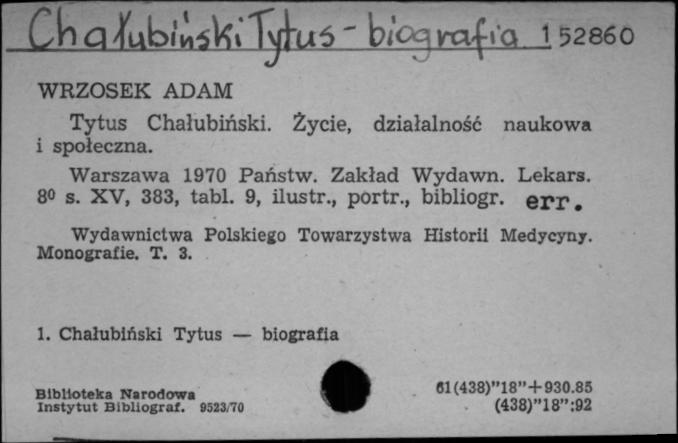 Chałubiński Tytus - biografia 152860
WRZOSEK ADAM
Tytus Chałubiński. Życie, działalność naukowa
i społeczna.
Warszawa 1970 Państw. Zakład Wydawn. Lekars.
8⁰ s. XV, 383, tabl. 9, ilustr., portr., bibliogr. err.
Wydawnictwa Polskiego Towarzystwa Historii Medycyny.
Monografie. T. 3.
1. Chałubiński Tytus — biografia
61(438)"18"+930.85
Biblioteka Narodowa
(438)"18":92
Instytut Bibliograf. 9523/70